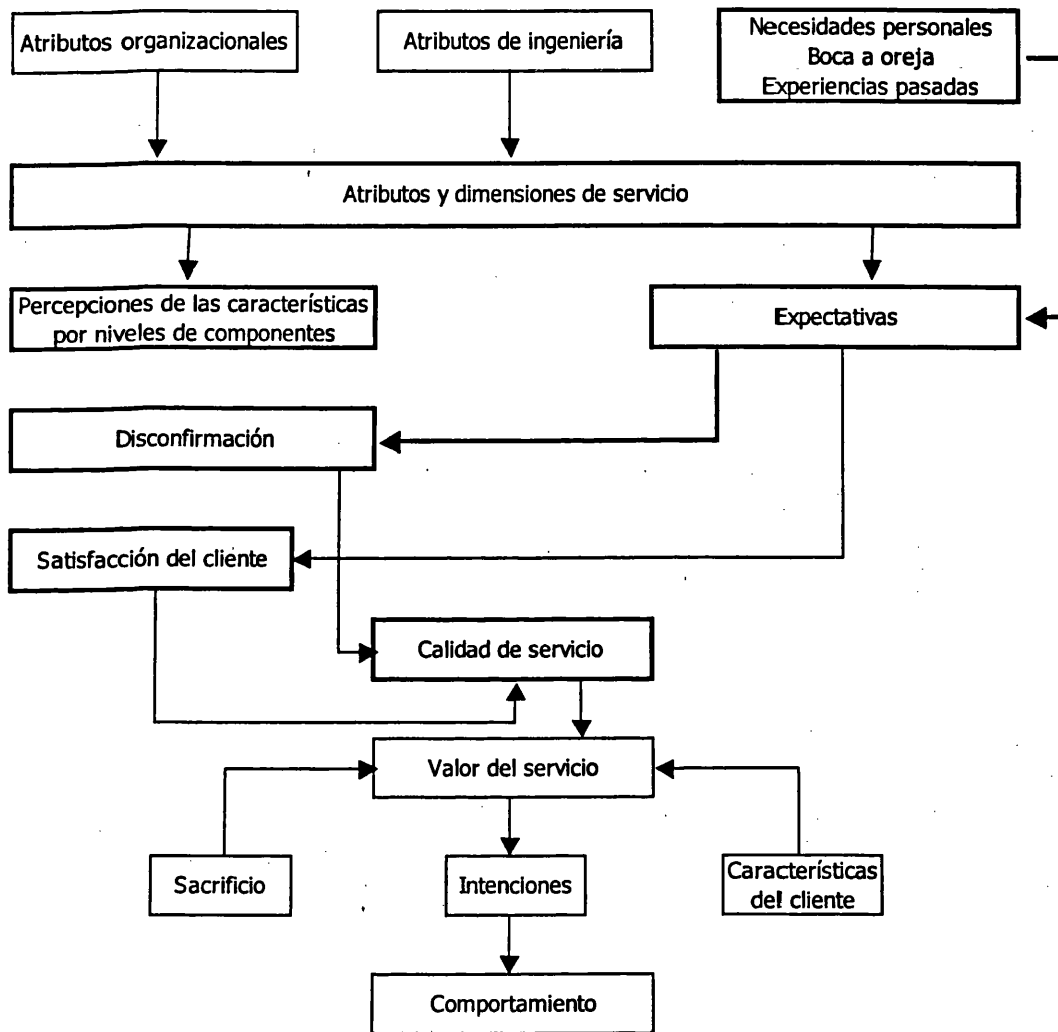 Atributos organizacionales
Atributos de ingeniería
Necesidades personales
Boca a oreja
Experiencias pasadas
Atributos y dimensiones de servicio
Percepciones de las características
por niveles de componentes
Expectativas
Disconfirmación
Satisfacción del cliente
Calidad de servicio
Valor del servicio
Sacrificio
Intenciones
Características
del cliente
Comportamiento